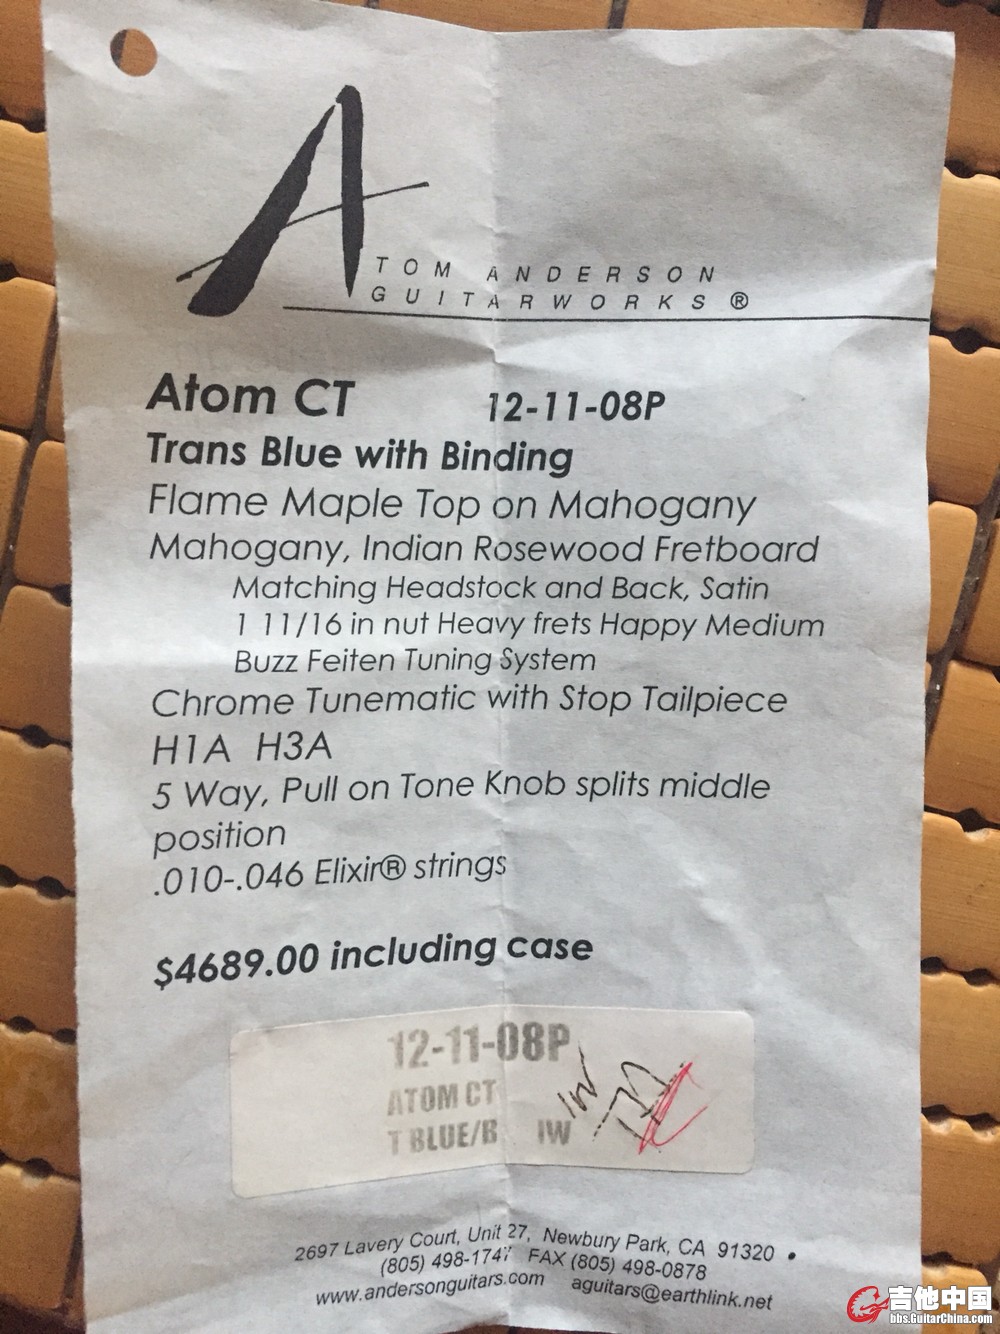 TOM ANDERSON
GUITARWORKS ®
Atom CT 12-11-08P
Trans Blue with Binding
Flame Maple Top on Mahogany
Mahogany, Indian Rosewood Fretboard
Matching Headstock and Back, Satin
1 11/16 in nut Heavy frets Happy Medium
Buzz Feiten Tuning System
Chrome Tunematic with Stop Tailpiece
H1A H3A
5 Way, Pull on Tone Knob splits middle
position
.010-.046 Elixir® strings
$4689.00 including case
12-11-08P
ATOM CT
T BLUE/B IW
2697 Lavery Court, Unit 27, Newbury Park, CA 91320 •
(805) 498-1747 FAX (805) 498-0878
www.andersonguitars.com aguitars@earthlink.net
吉他中国
bbs.GuitarChina.com